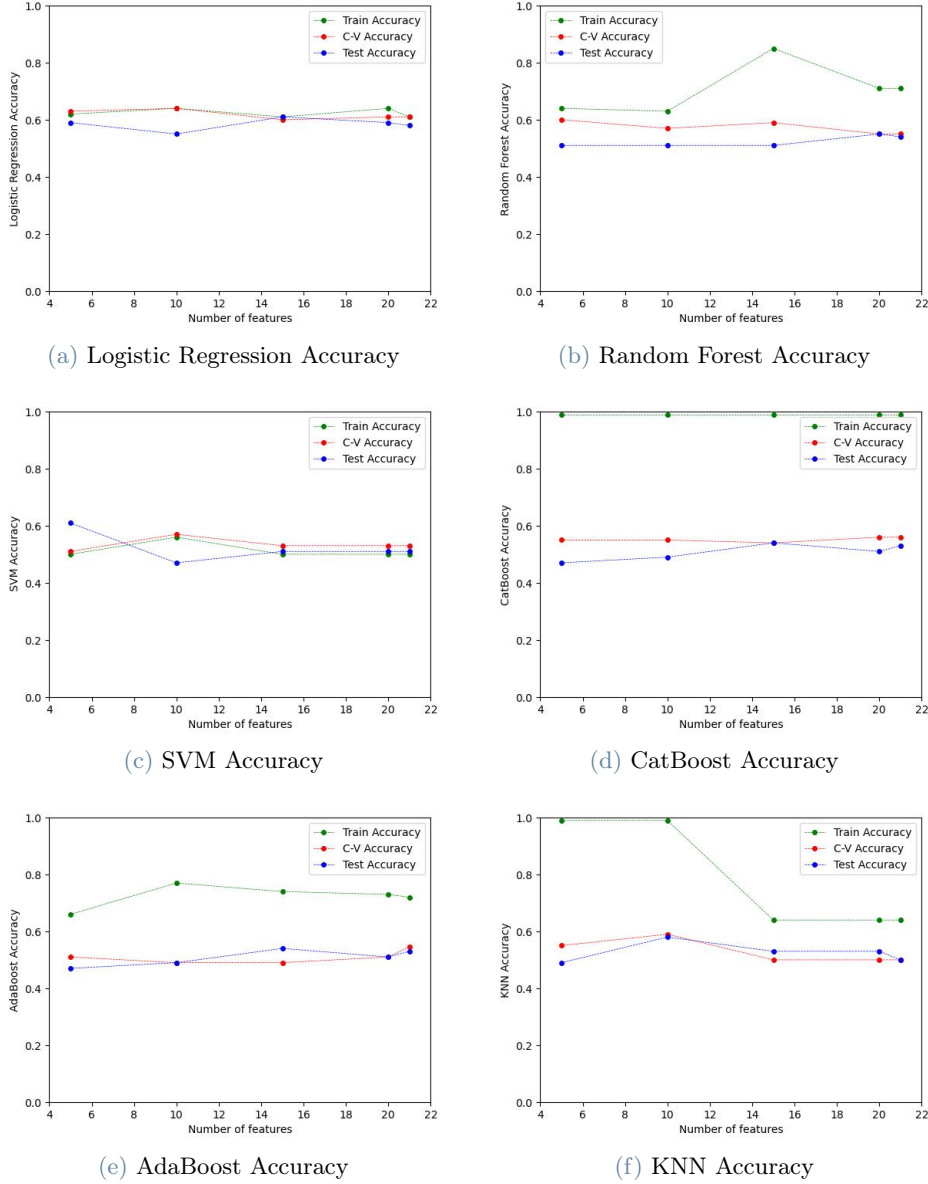 1.0
0.8
0.6
0.4
0.2
0.0
Logistic Regression Accuracy
Train Accuracy
C-V Accuracy
Test Accuracy
4 6 8 10 12 14 16 18 20 22
Number of features
(a) Logistic Regression Accuracy
1.0
0.8
0.6
0.4
0.2
0.0
Random Forest Accuracy
Train Accuracy
C-V Accuracy
Test Accuracy
4 6 8 10 12 14 16 18 20 22
Number of features
(b) Random Forest Accuracy
1.0
0.8
0.6
0.4
0.2
0.0
SVM Accuracy
Train Accuracy
C-V Accuracy
Test Accuracy
4 6 8 10 12 14 16 18 20 22
Number of features
(c) SVM Accuracy
1.0
0.8
0.6
0.4
0.2
0.0
CatBoost Accuracy
Train Accuracy
C-V Accuracy
Test Accuracy
4 6 8 10 12 14 16 18 20 22
Number of features
(d) CatBoost Accuracy
1.0
0.8
0.6
0.4
0.2
0.0
AdaBoost Accuracy
Train Accuracy
C-V Accuracy
Test Accuracy
4 6 8 10 12 14 16 18 20 22
Number of features
(e) AdaBoost Accuracy
1.0
0.8
0.6
0.4
0.2
0.0
KNN Accuracy
Train Accuracy
C-V Accuracy
Test Accuracy
4 6 8 10 12 14 16 18 20 22
Number of features
(f) KNN Accuracy